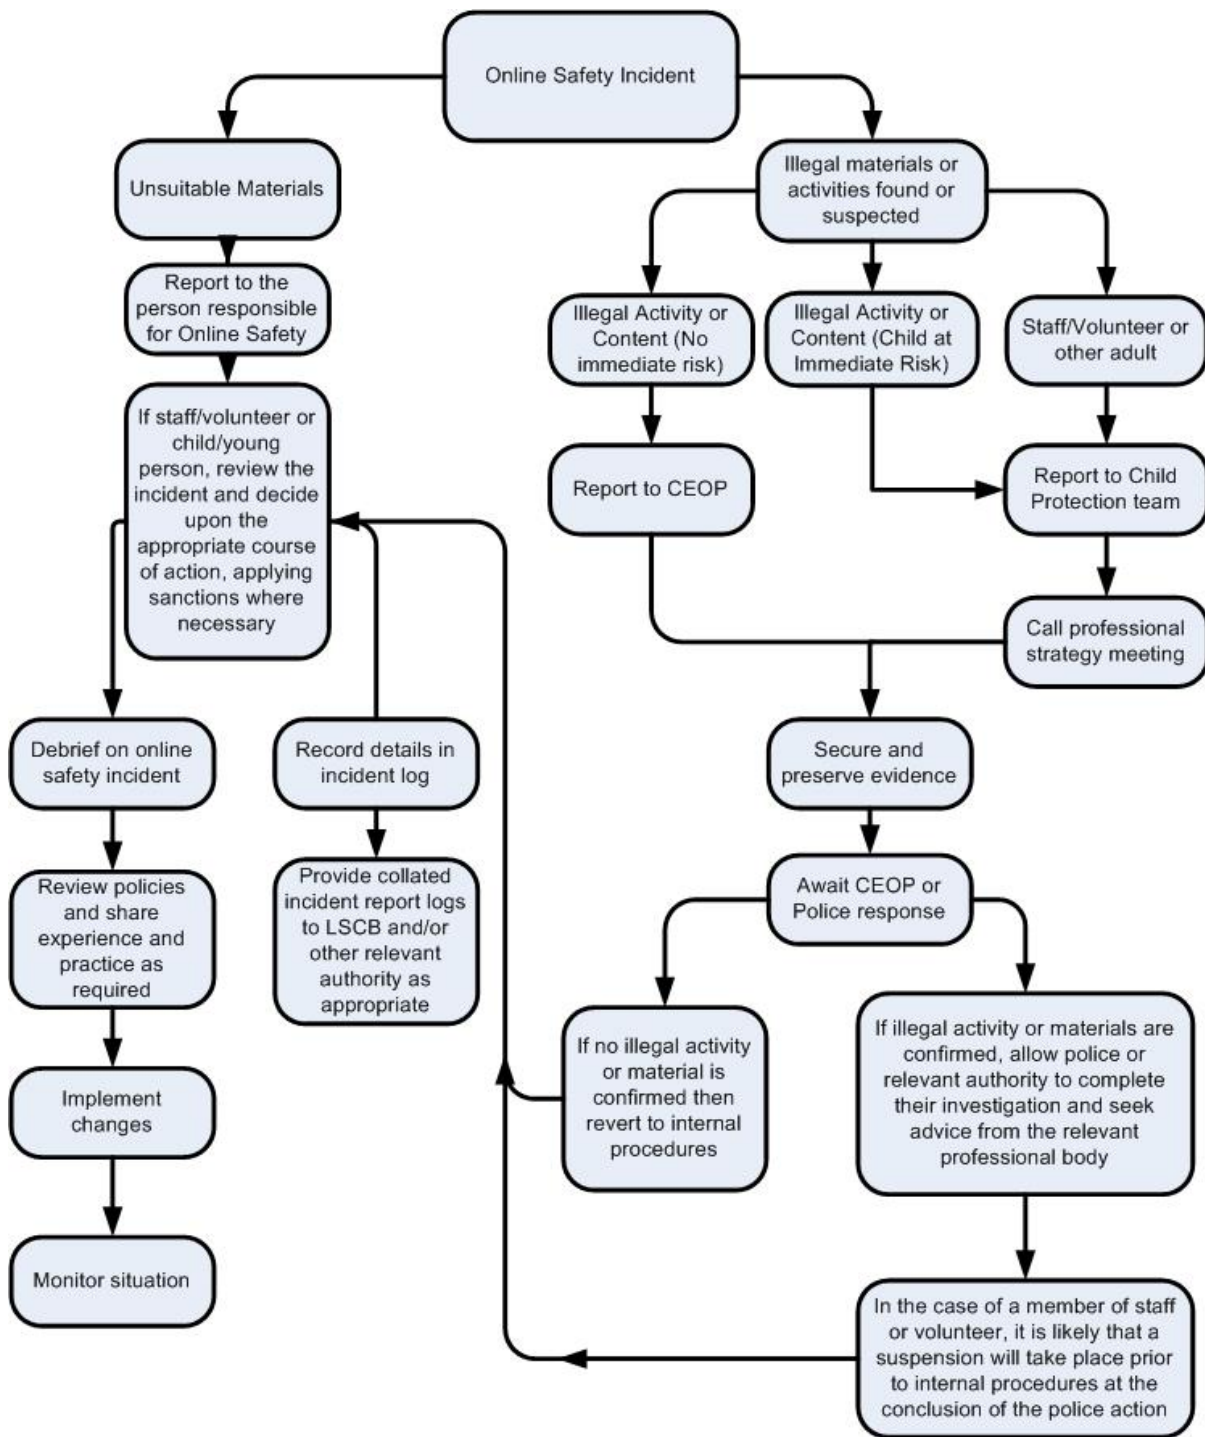 Online Safety Incident
Unsuitable Materials
Report to the
person responsible
for Online Safety
If staff/volunteer or
child/young
person, review the
incident and decide
upon the
appropriate course
of action, applying
sanctions where
necessary
Debrief on online
safety incident
Review policies
and share
experience and
practice as
required
Implement
changes
Monitor situation
Record details in
incident log
Provide collated
incident report logs
to LSCB and/or
other relevant
authority as
appropriate
Illegal materials or
activities found or
suspected
Illegal Activity or
Content (No
immediate risk)
Report to CEOP
Illegal Activity or
Content (Child at
Immediate Risk)
Staff/Volunteer or
other adult
Report to Child
Protection team
Call professional
strategy meeting
Secure and
preserve evidence
Await CEOP or
Police response
If no illegal activity
or material is
confirmed then
revert to internal
procedures
If illegal activity or materials are
confirmed, allow police or
relevant authority to complete
their investigation and seek
advice from the relevant
professional body
In the case of a member of staff
or volunteer, it is likely that a
suspension will take place prior
to internal procedures at the
conclusion of the police action